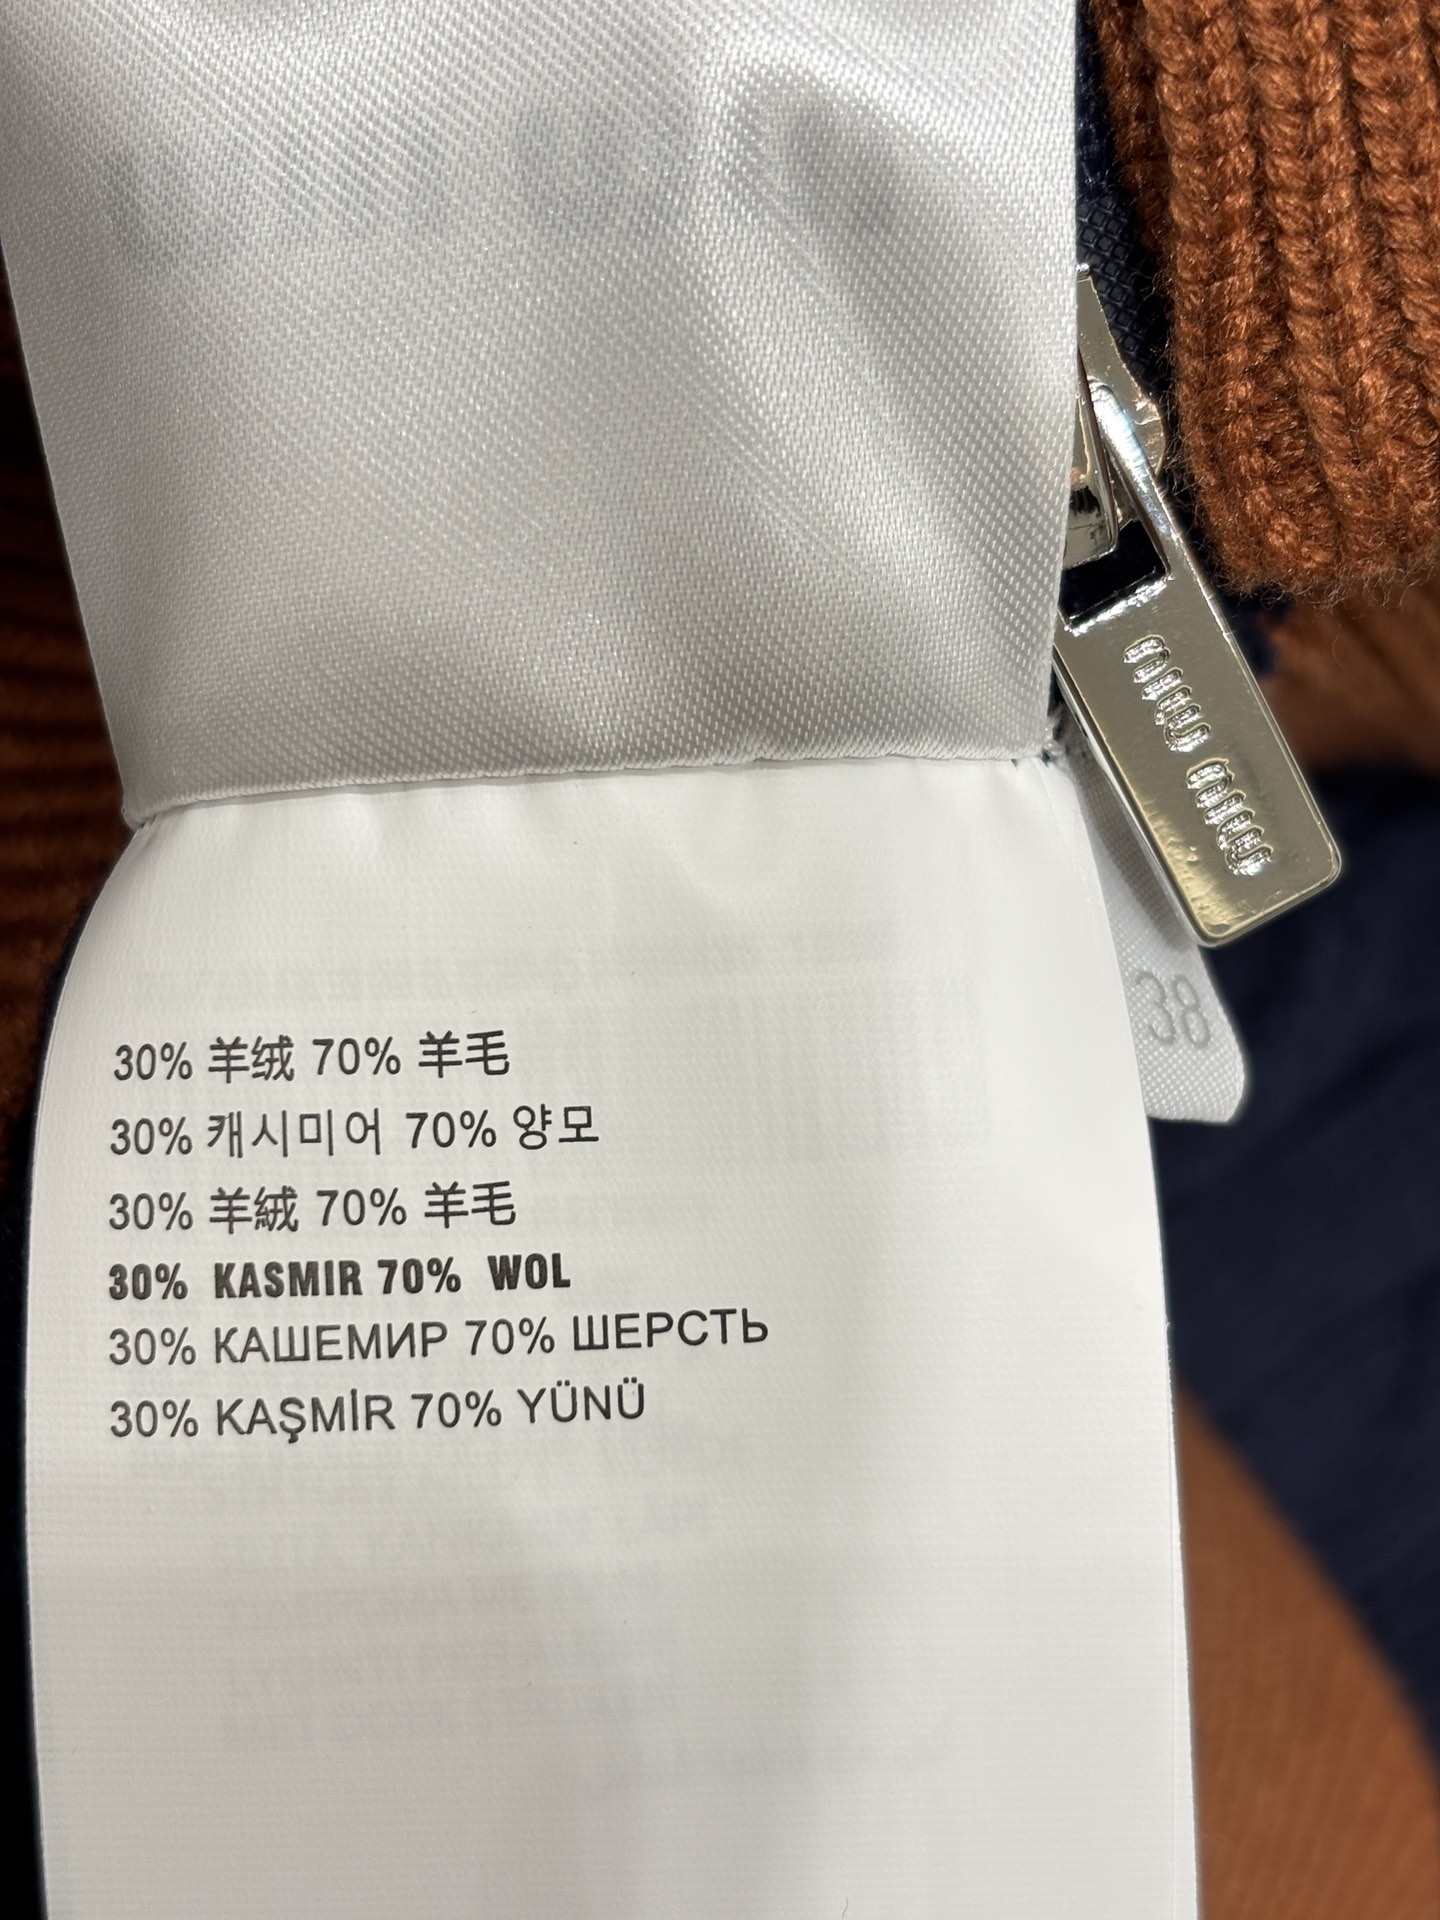 miu miu
38
30% 羊绒 70% 羊毛
30% 캐시미어 70% 양모
30% 羊絨 70% 羊毛
30% KASMIR 70% WOL
30% КАШЕМИР 70% ШЕРСТЬ
30% KAŞMİR 70% YÜNÜ